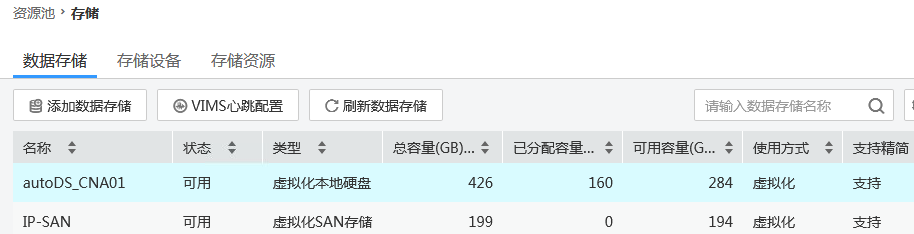 资源池 › 存储
数据存储 存储设备 存储资源
添加数据存储 VIMS心跳配置 刷新数据存储 请输入数据存储名称
名称 状态 类型 总容量(GB)... 已分配容量... 可用容量(G... 使用方式 支持精简
autoDS_CNA01 可用 虚拟化本地硬盘 426 160 284 虚拟化 支持
IP-SAN 可用 虚拟化SAN存储 199 0 194 虚拟化 支持